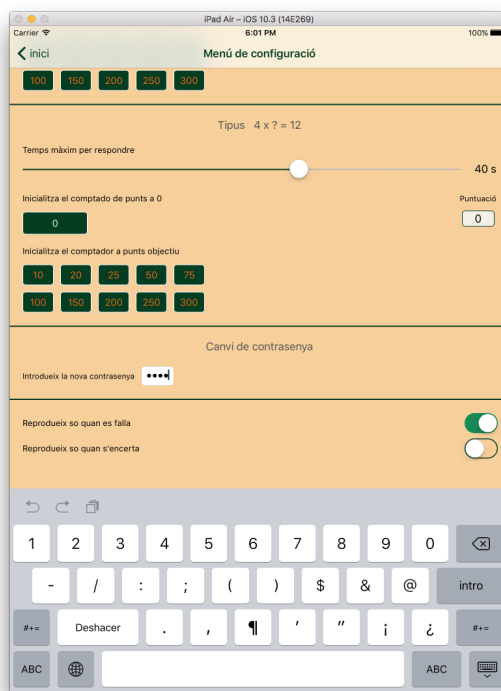 iPad Air – iOS 10.3 (14E269)
Carrier 6:01 PM 100%
inici Menú de configuració
100 150 200 250 300
Tipus 4 x ? = 12
Temps màxim per respondre
40 s
Inicialitza el comptado de punts a 0 Puntuació
0 0
Inicialitza el comptador a punts objectiu
10 20 25 50 75
100 150 200 250 300
Canvi de contrasenya
Introdueix la nova contrasenya ••••
Reprodueix so quan es falla
Reprodueix so quan s'encerta
1 2 3 4 5 6 7 8 9 0
- / : ; ( ) $ & @ intro
#+= Deshacer . , ¶ ' " ¡ ¿ #+=
ABC ABC